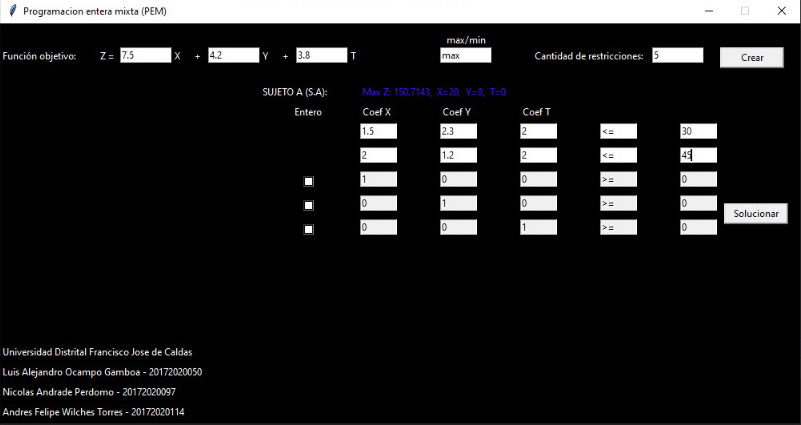 Programacion entera mixta (PEM)
max/min
Función objetivo: Z = 7.5 X + 4.2 Y + 3.8 T max Cantidad de restricciones: 5 Crear
SUJETO A (S.A): Max Z: 150.7143, X=20, Y=0, T=0
Entero Coef X Coef Y Coef T
1.5 2.3 2 <= 30
2 1.2 2 <= 45
1 0 0 >= 0
0 1 0 >= 0
Solucionar
0 0 1 >= 0
Universidad Distrital Francisco Jose de Caldas
Luis Alejandro Ocampo Gamboa - 20172020050
Nicolas Andrade Perdomo - 20172020097
Andres Felipe Wilches Torres - 20172020114